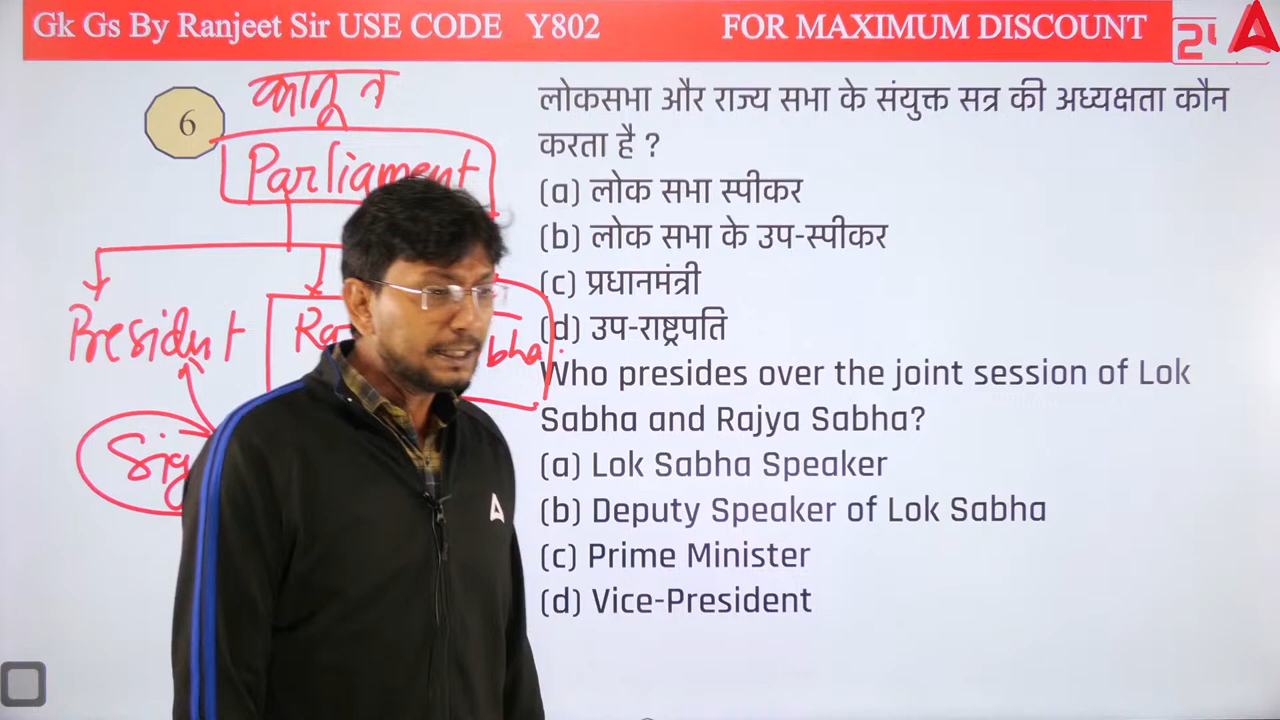 Gk Gs By Ranjeet Sir USE CODE Y802 FOR MAXIMUM DISCOUNT
6
कानून
Parliament
President
Sig
लोकसभा और राज्य सभा के संयुक्त सत्र की अध्यक्षता कौन
करता है ?
(a) लोक सभा स्पीकर
(b) लोक सभा के उप-स्पीकर
(c) प्रधानमंत्री
(d) उप-राष्ट्रपति
Who presides over the joint session of Lok
Sabha and Rajya Sabha?
(a) Lok Sabha Speaker
(b) Deputy Speaker of Lok Sabha
(c) Prime Minister
(d) Vice-President